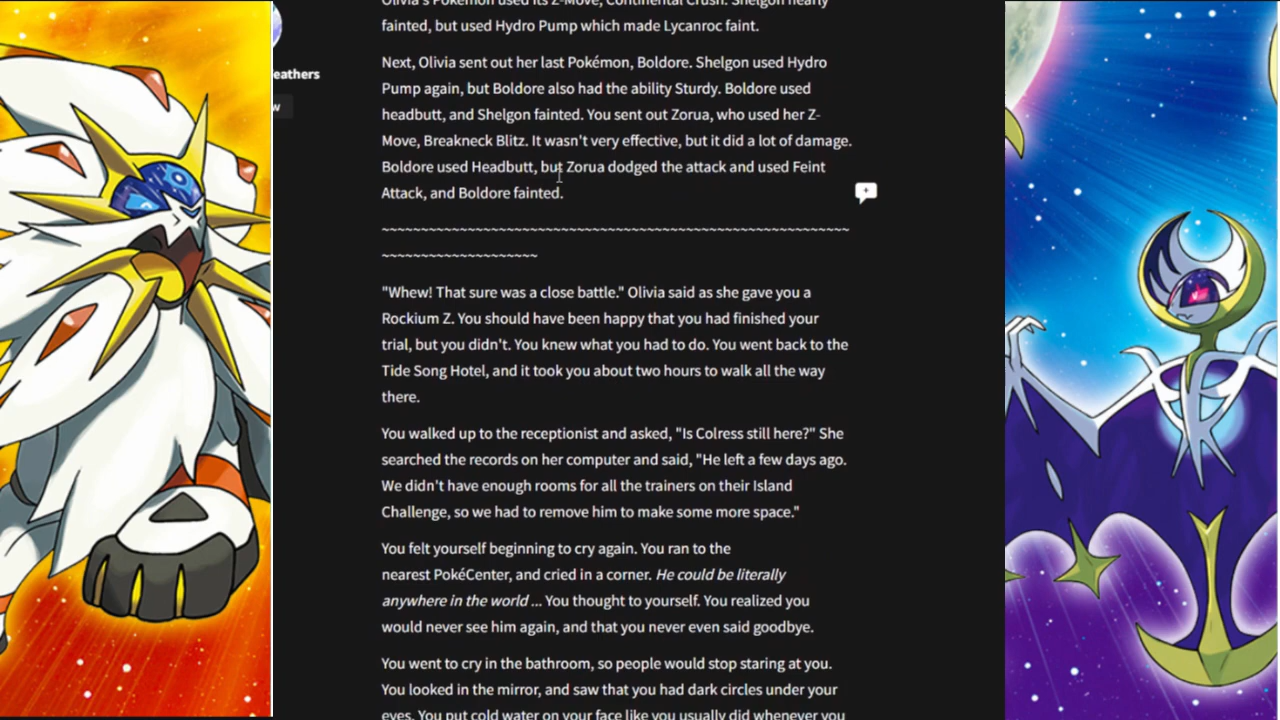 Olivia's Pokémon used its Z-Move, Continental Crush. Shelgon nearly
fainted, but used Hydro Pump which made Lycanroc faint.
eathers
w
Next, Olivia sent out her last Pokémon, Boldore. Shelgon used Hydro
Pump again, but Boldore also had the ability Sturdy. Boldore used
headbutt, and Shelgon fainted. You sent out Zorua, who used her Z-
Move, Breakneck Blitz. It wasn't very effective, but it did a lot of damage.
Boldore used Headbutt, but Zorua dodged the attack and used Feint
Attack, and Boldore fainted.
~~~~~~~~~~~~~~~~~~~~~~~~~~~~~~~~~~~~~~~~~~~~~~~~~~~~~~~~~~~~
~~~~~~~~~~~~~~~~~~~~
"Whew! That sure was a close battle." Olivia said as she gave you a
Rockium Z. You should have been happy that you had finished your
trial, but you didn't. You knew what you had to do. You went back to the
Tide Song Hotel, and it took you about two hours to walk all the way
there.
You walked up to the receptionist and asked, "Is Colress still here?" She
searched the records on her computer and said, "He left a few days ago.
We didn't have enough rooms for all the trainers on their Island
Challenge, so we had to remove him to make some more space."
You felt yourself beginning to cry again. You ran to the
nearest PokéCenter, and cried in a corner. He could be literally
anywhere in the world ... You thought to yourself. You realized you
would never see him again, and that you never even said goodbye.
You went to cry in the bathroom, so people would stop staring at you.
You looked in the mirror, and saw that you had dark circles under your
eyes. You put cold water on your face like you usually did whenever you